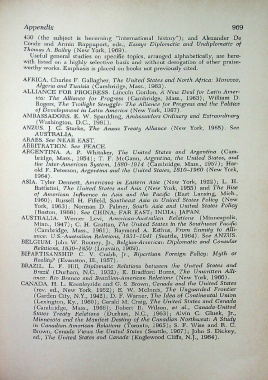 Appendix 969
430 (the subject is becoming "international history"); and Alexander De
Conde and Armin Rappaport, eds., Essays Diplomatic and Undiplomatic of
Thomas A. Bailey (New York, 1969).
Useful general studies on specific topics, arranged alphabetically, are here-
with listed on a highly selective basis and without derogation of other praise-
worthy works. Emphasis is placed on books not previously cited.
AFRICA. Charles F. Gallagher, The United States and North Africa: Morocco,
Algeria and Tunisia (Cambridge, Mass., 1963).
ALLIANCE FOR PROGRESS. Lincoln Gordon, A New Deal for Latin Amer-
ica: The Alliance for Progress (Cambridge, Mass., 1963); William D.
Rogers, The Twilight Struggle: The Alliance for Progress and the Politics
of Development in Latin America (New York, 1967)
AMBASSADORS. E. W. Spaulding, Ambassadors Ordinary and Extraordinary
(Washington, D.C., 1961).
ANZUS. J. G. Starke, The Anzus Treaty Alliance (New York, 1965). See
AUSTRALIA.
ARABS. See NEAR EAST.
ARBITRATION. See PEACE.
ARGENTINA. A. P. Whitaker, The United States and Argentina (Cam-
bridge, Mass., 1954); T. F. McGann, Argentina, the United States, and
the Inter-American System, 1880–1914 (Cambridge, Mass., 1957); Har-
old F. Peterson, Argentina and the United States, 1810–1960 (New York,
1964).
ASIA. Tyler Dennett, Americans in Eastern Asia (New York, 1922); L. H.
Battistini, The United States and Asia (New York, 1955) and The Rise
of American Influence in Asia and the Pacific (East Lansing, Mich.,
1960); Russell H. Fifield, Southeast Asia in United States Policy (New
York, 1963); Norman D. Palmer, South Asia and United States Policy
(Boston, 1966). See CHINA; FAR EAST; INDIA; JAPAN.
AUSTRALIA. Werner Levi, American-Australian Relations (Minneapolis,
Minn., 1947); C. H. Grattan, The United States in the Southwest Pacific
(Cambridge, Mass., 1961); Raymond A. Esthus, From Enmity to Alli-
ance: U.S.-Australian Relations, 1931–1941 (Seattle, 1964). See ANZUS.
BELGIUM. John W. Rooney, Jr., Belgian-American Diplomatic and Consular
Relations, 1830–1850 (Louvain, 1969).
BIPARTISANSHIP. C. V. Crabb, Jr., Bipartisan Foreign Policy: Myth or
Reality? (Evanston, Ill., 1957).
BRAZIL. L. F. Hill, Diplomatic Relations between the United States and
Brazil (Durham, N.C., 1932); E. Bradford Burns, The Unwritten Alli-
ance: Rio Branco and Brazilian-American Relations (New York, 1966).
CANADA. H. L. Keenleyside and G. S. Brown, Canada and the United States
(rev. ed., New York, 1952); E. W. McInnis, The Unguarded Frontier
(Garden City, N.Y., 1942); D. F. Warner, The Idea of Continental Union
(Lexington, Ky., 1960); Gerald M. Craig, The United States and Canada
(Cambridge, Mass., 1968); Robert R. Wilson et al., Canada-United
States Treaty Relations (Durham, N.C., 1963); Alvin C. Gluek, Jr.,
Minnesota and the Manifest Destiny of the Canadian Northwest: A Study
in Canadian-American Relations (Toronto, 1965); S. F. Wise and R. C.
Brown, Canada Views the United States (Seattle, 1967); John S. Dickey,
ed., The United States and Canada (Englewood Cliffs, N.J., 1964).